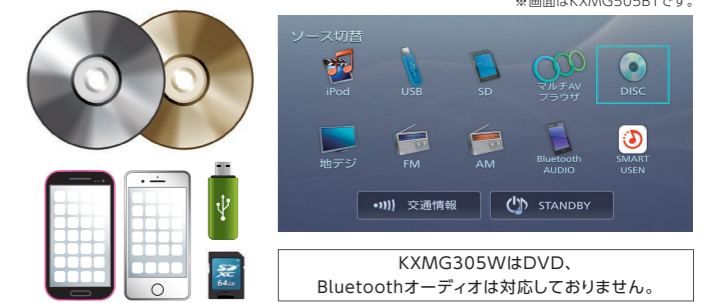 ※画面はKXMG505BTです。
ソース切替
iPod
USB
SD
マルチAV
ブラウザ
DISC
地デジ
FM
AM
Bluetooth
AUDIO
SMART
USEN
交通情報
STANDBY
SD
XC
64GB
KXMG305WはDVD、
Bluetoothオーディオは対応しておりません。